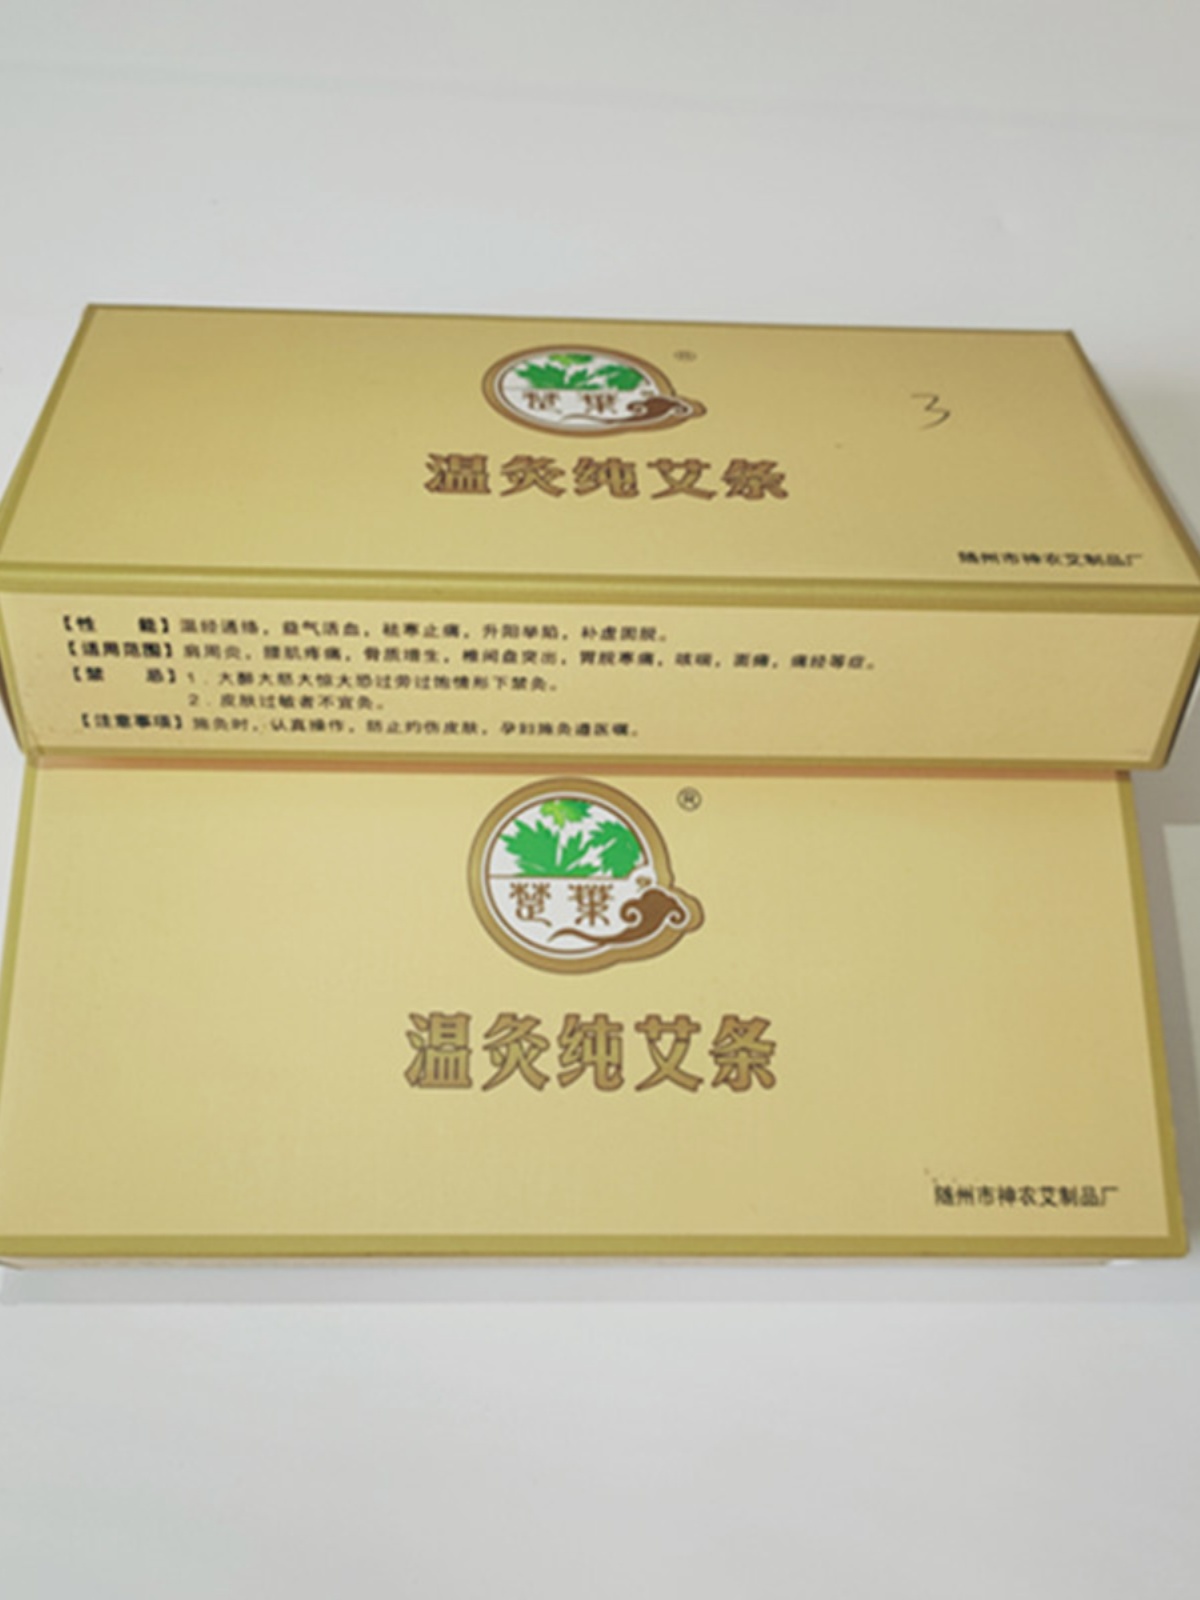 楚葉
®
3
温灸纯艾条
随州市神农艾制品厂
【性 能】温经通络，益气活血，祛寒止痛，升阳举陷，补虚固脱。
【适用范围】肩周炎，腰肌疼痛，骨质增生，椎间盘突出，胃脘寒痛，咳喘，面瘫，痛经等症。
【禁 忌】1．大醉大怒大惊大恐过劳过饱情形下禁灸。
2．皮肤过敏者不宜灸。
【注意事项】施灸时，认真操作，防止灼伤皮肤，孕妇施灸遵医嘱。
®
楚葉
温灸纯艾条
随州市神农艾制品厂